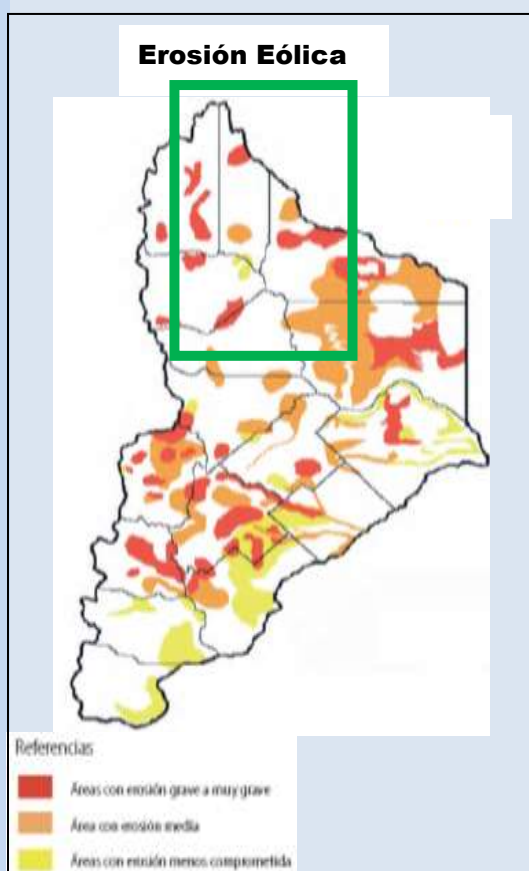 Erosión Eólica
Referencias
Áreas con erosión grave a muy grave
Área con erosión media
Áreas con erosión menos comprometida